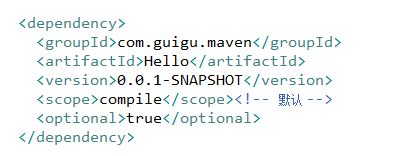 <dependency>
<groupId>com.guigu.maven</groupId>
<artifactId>Hello</artifactId>
<version>0.0.1-SNAPSHOT</version>
<scope>compile</scope><!-- 默认 -->
<optional>true</optional>
</dependency>